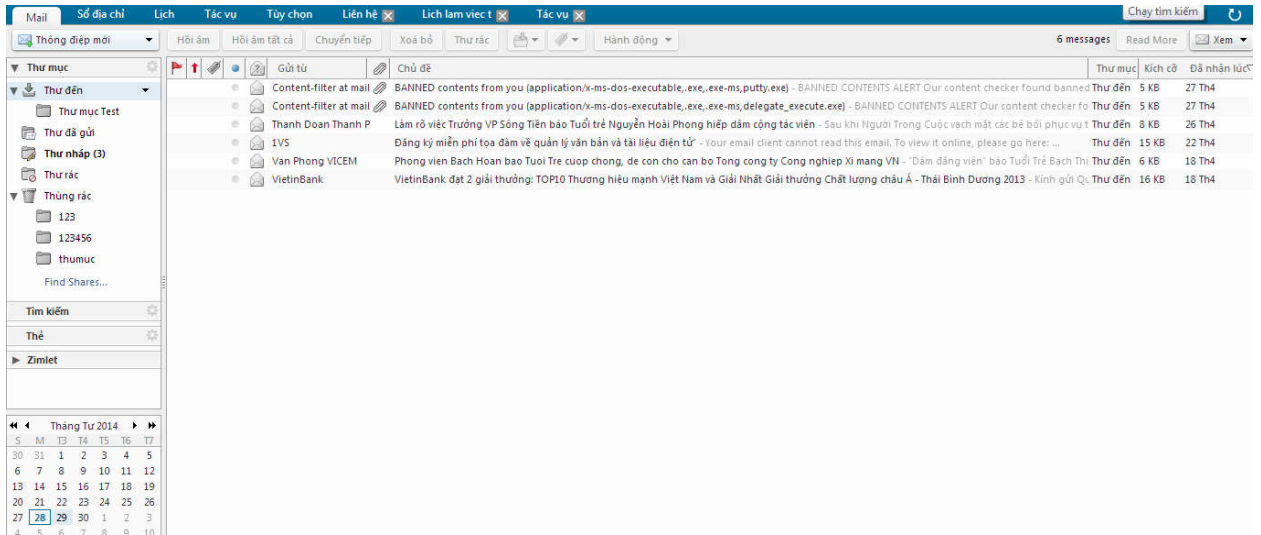 Mail Sổ địa chỉ Lịch Tác vụ Tùy chọn Liên hệ Lich lam viec t Tác vụ Chạy tìm kiếm
Thông điệp mới Hồi âm Hồi âm tất cả Chuyển tiếp Xoá bỏ Thư rác Hành động 6 messages Read More Xem
Thư mục Gửi từ Chủ đề Thư mục Kích cỡ Đã nhận lúc
Thư đến Content-filter at mail BANNED contents from you (application/x-ms-dos-executable,.exe,.exe-ms,putty.exe) - BANNED CONTENTS ALERT Our content checker found banned Thư đến 5 KB 27 Th4
Thư mục Test Content-filter at mail BANNED contents from you (application/x-ms-dos-executable,.exe,.exe-ms,delegate_execute.exe) - BANNED CONTENTS ALERT Our content checker fo Thư đến 5 KB 27 Th4
Thư đã gửi Thanh Doan Thanh P Làm rõ việc Trưởng VP Sông Tiền báo Tuổi trẻ Nguyễn Hoài Phong hiếp dâm cộng tác viên - Sau khi Người Trong Cuộc vạch mặt các bê bối phục vụ t Thư đến 8 KB 26 Th4
1VS Đăng ký miễn phí tọa đàm về quản lý văn bản và tài liệu điện tử - Your email client cannot read this email. To view it online, please go here: ... Thư đến 15 KB 22 Th4
Thư nháp (3) Van Phong VICEM Phong vien Bach Hoan bao Tuoi Tre cuop chong, de con cho can bo Tong cong ty Cong nghiep Xi mang VN - "Đảm đảng viên" báo Tuổi Trẻ Bạch Thị Thư đến 6 KB 18 Th4
Thư rác VietinBank VietinBank đạt 2 giải thưởng: TOP10 Thương hiệu mạnh Việt Nam và Giải Nhất Giải thưởng Chất lượng châu Á - Thái Bình Dương 2013 - Kính gửi Qu Thư đến 16 KB 18 Th4
Thùng rác
123
123456
thumuc
Find Shares...
Tìm kiếm
Thẻ
Zimlet
Tháng Tư 2014
S M T3 T4 T5 T6 T7
30 31 1 2 3 4 5
6 7 8 9 10 11 12
13 14 15 16 17 18 19
20 21 22 23 24 25 26
27 28 29 30 1 2 3
4 5 6 7 8 9 10